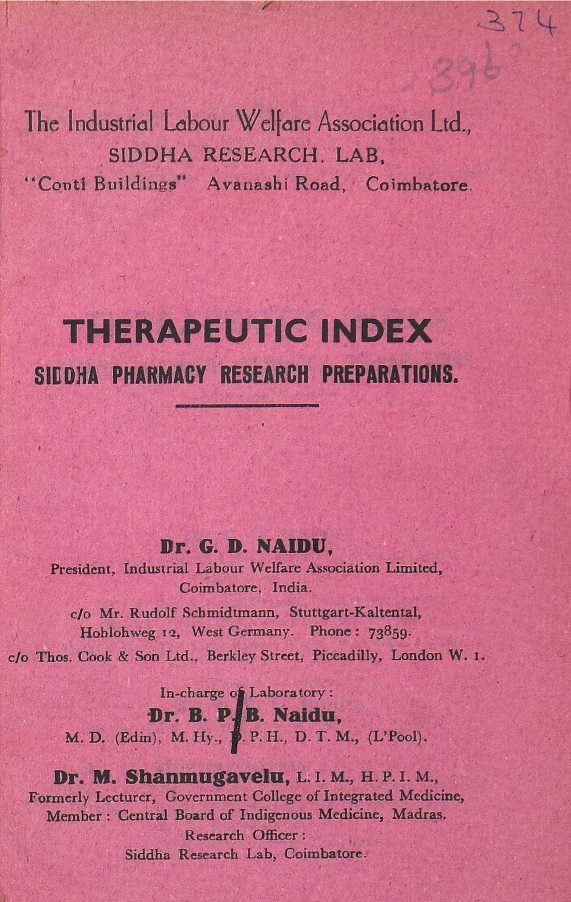 374
396
The Industrial Labour Welfare Association Ltd.,
SIDDHA RESEARCH. LAB,
"Conti Buildings" Avanashi Road, Coimbatore.
THERAPEUTIC INDEX
SIDDHA PHARMACY RESEARCH PREPARATIONS.
Dr. G. D. NAIDU,
President, Industrial Labour Welfare Association Limited,
Coimbatore, India.
c/o Mr. Rudolf Schmidtmann, Stuttgart-Kaltental,
Hohlohweg 12, West Germany. Phone: 73859.
c/o Thos. Cook & Son Ltd., Berkley Street, Piccadilly, London W. 1.
In-charge of Laboratory :
Dr. B. P. B. Naidu,
M. D. (Edin), M. Hy., D. P. H., D. T. M., (L'Pool).
Dr. M. Shanmugavelu, L. I. M., H. P. I. M.,
Formerly Lecturer, Government College of Integrated Medicine,
Member : Central Board of Indigenous Medicine, Madras.
Research Officer :
Siddha Research Lab, Coimbatore.